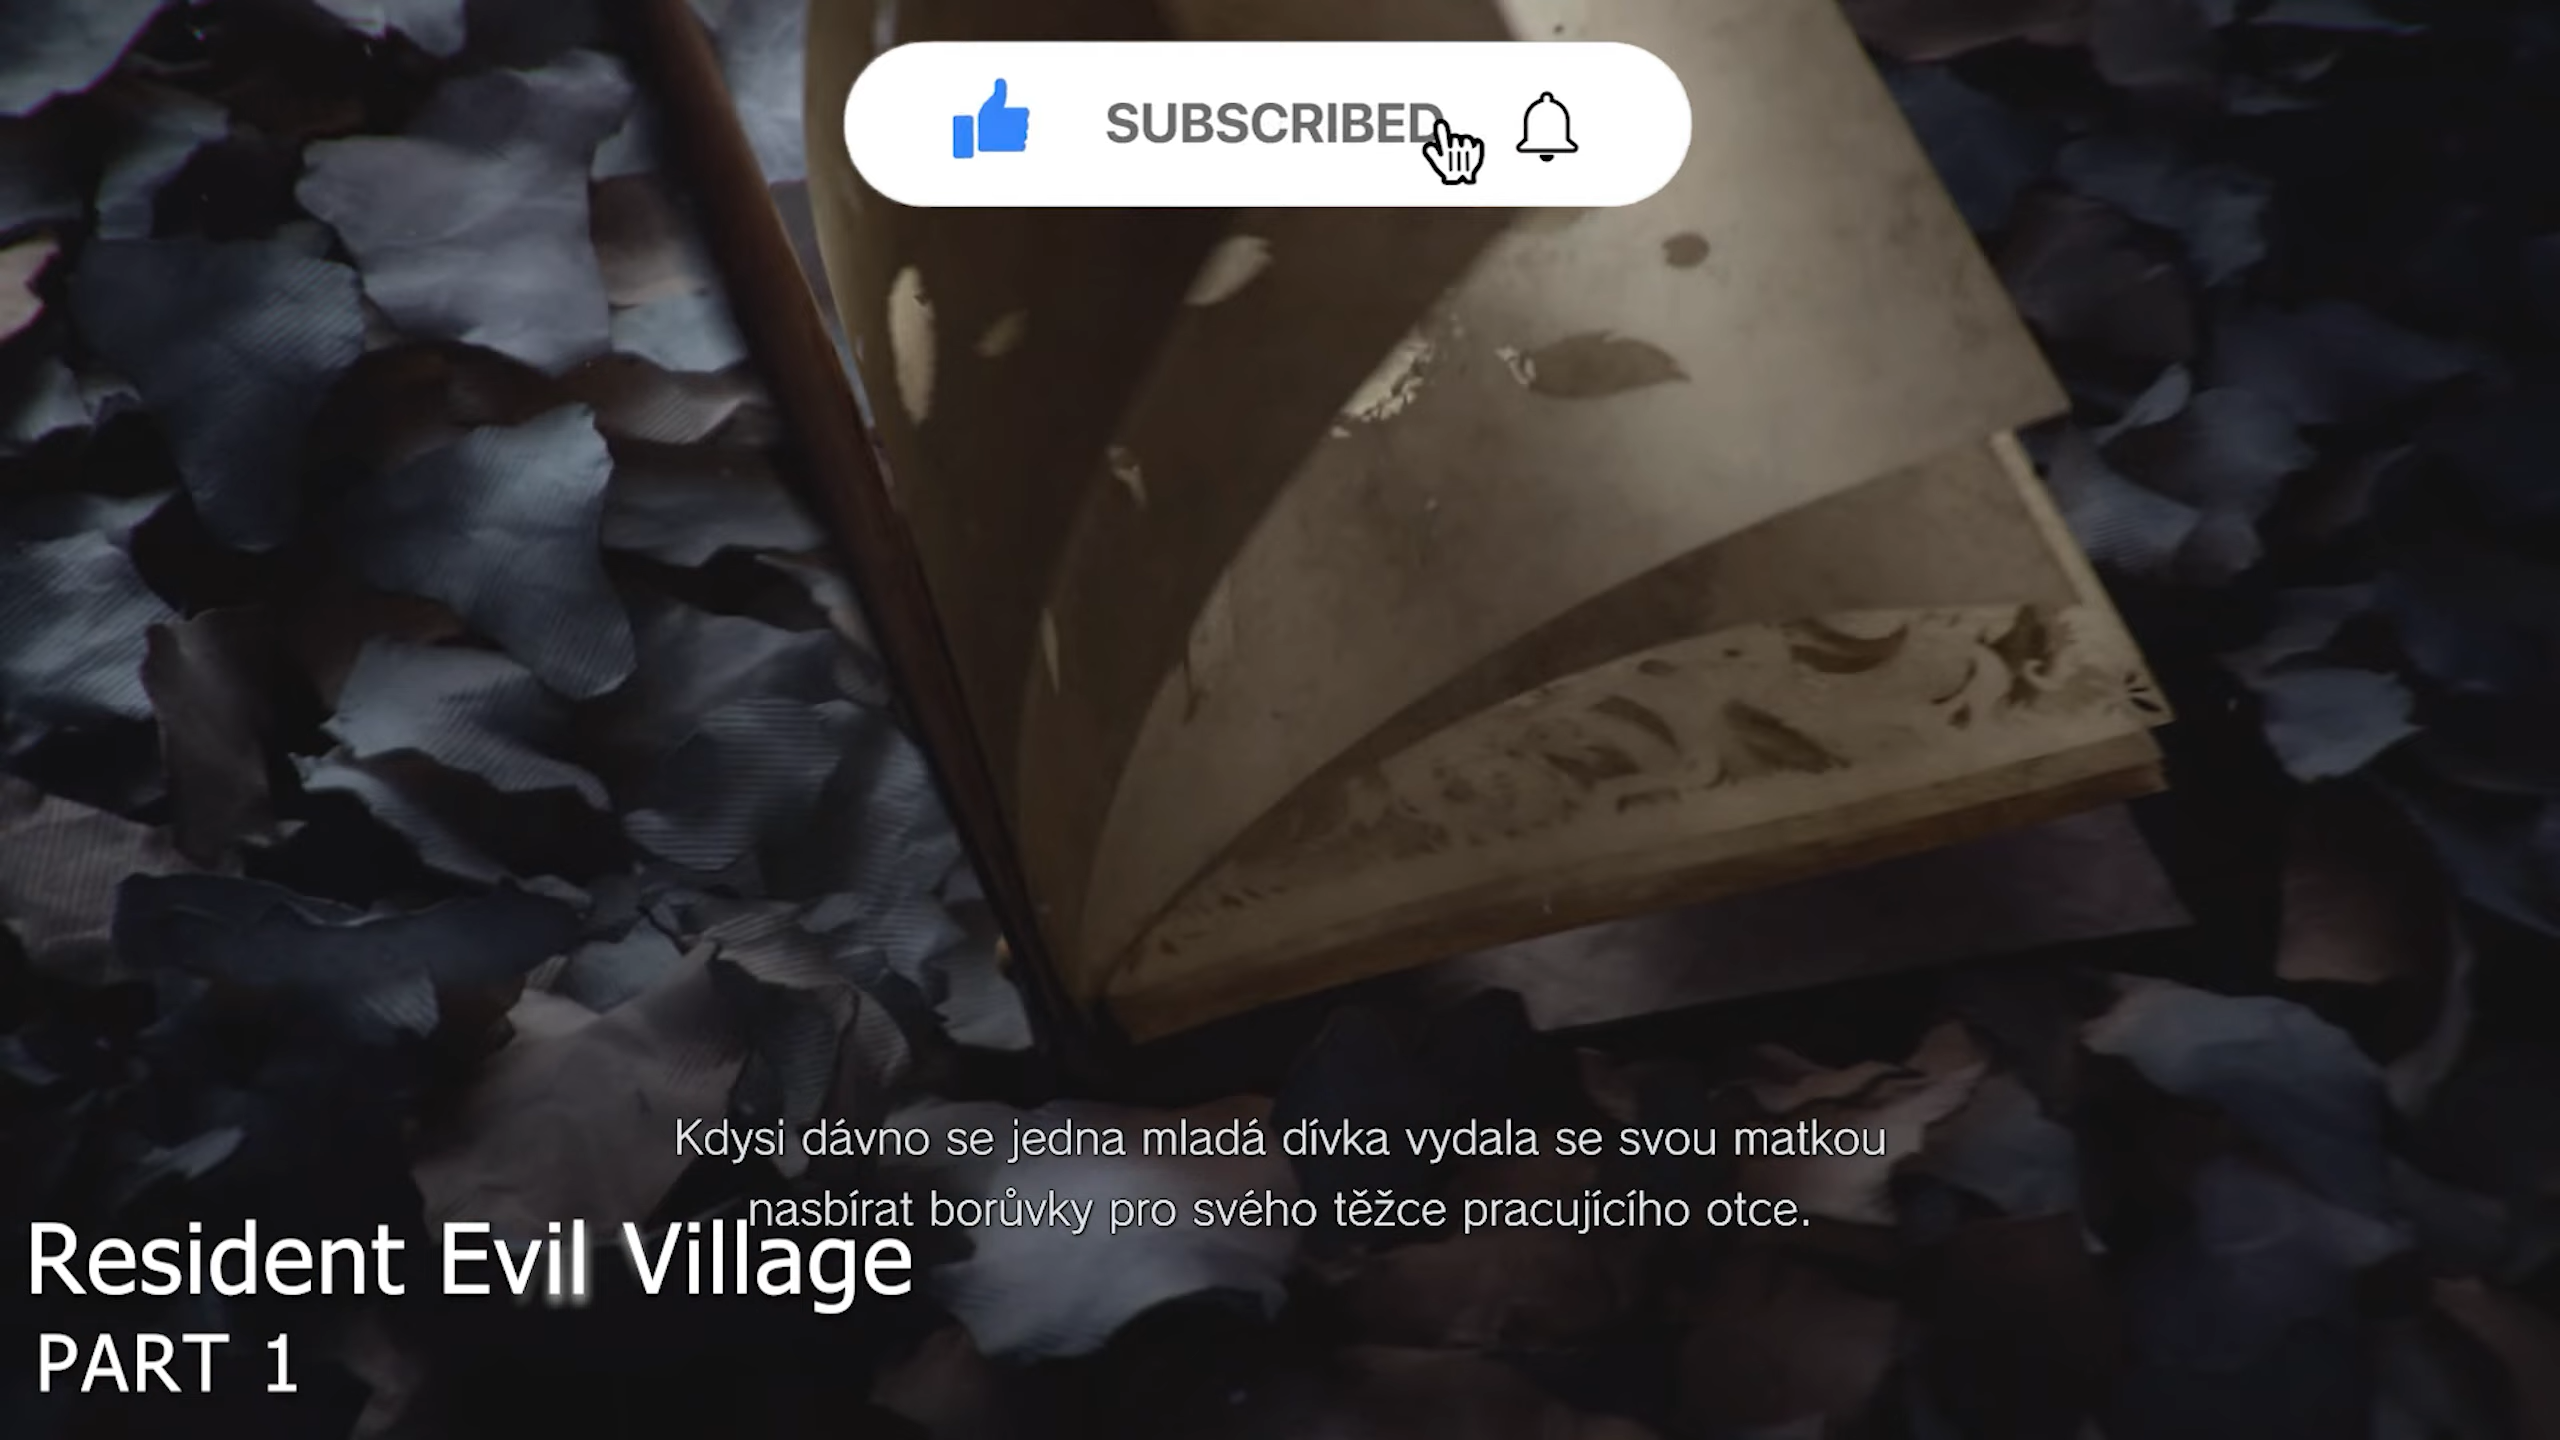 SUBSCRIBED
Kdysi dávno se jedna mladá dívka vydala se svou matkou
nasbírat borůvky pro svého těžce pracujícího otce.
Resident Evil Village
PART 1